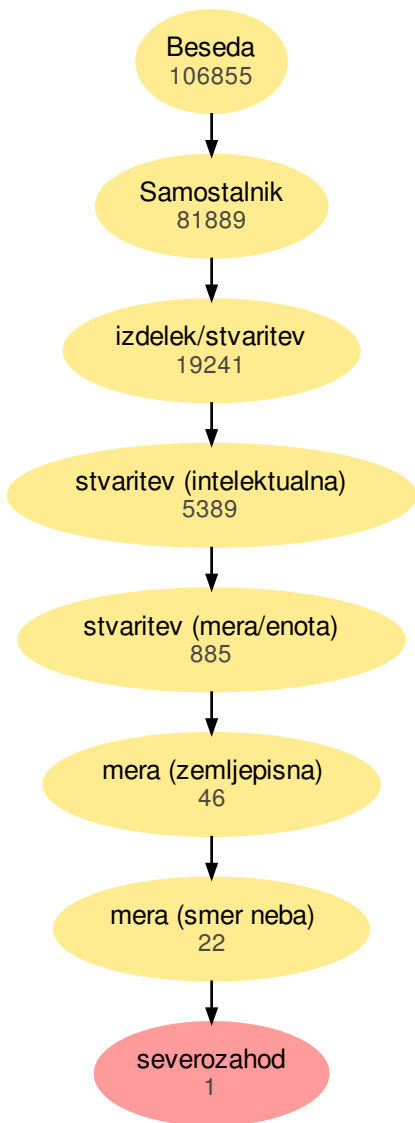 Beseda
106855
Samostalnik
81889
izdelek/stvaritev
19241
stvaritev (intelektualna)
5389
stvaritev (mera/enota)
885
mera (zemljepisna)
46
mera (smer neba)
22
severozahod
1